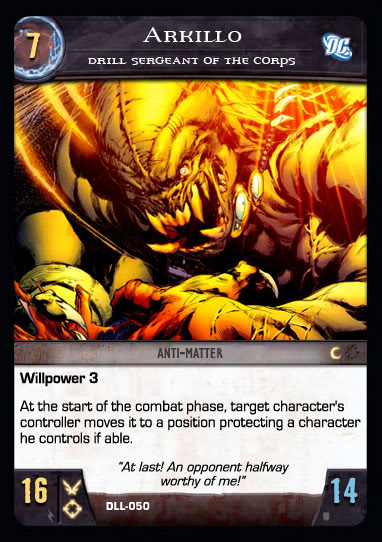 7
ARKILLO
DRILL SERGEANT OF THE CORPS
DC
ANTI-MATTER
C
Willpower 3
At the start of the combat phase, target character's
controller moves it to a position protecting a character
he controls if able.
"At last! An opponent halfway
worthy of me!"
16
DLL-050
14